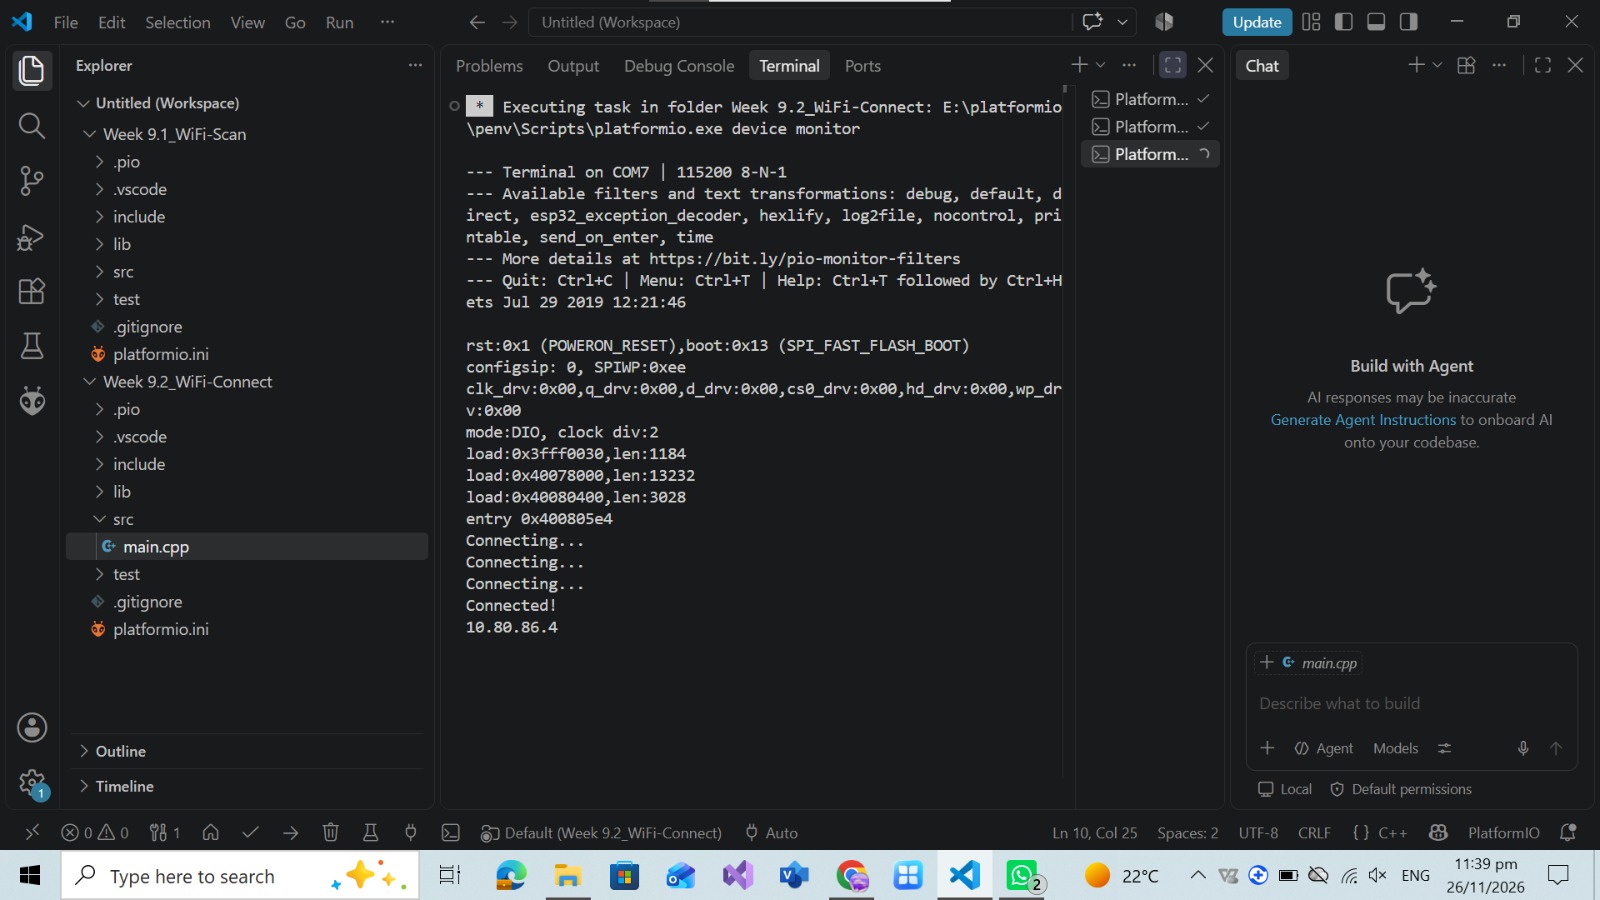 File Edit Selection View Go Run ··· Untitled (Workspace) Update
Explorer ···
Untitled (Workspace)
Week 9.1_WiFi-Scan
.pio
.vscode
include
lib
src
test
.gitignore
platformio.ini
Week 9.2_WiFi-Connect
.pio
.vscode
include
lib
src
main.cpp
test
.gitignore
platformio.ini
Outline
Timeline
1
Problems Output Debug Console Terminal Ports
* Executing task in folder Week 9.2_WiFi-Connect: E:\platformio
\penv\Scripts\platformio.exe device monitor
--- Terminal on COM7 | 115200 8-N-1
--- Available filters and text transformations: debug, default, d
irect, esp32_exception_decoder, hexlify, log2file, nocontrol, pri
ntable, send_on_enter, time
--- More details at https://bit.ly/pio-monitor-filters
--- Quit: Ctrl+C | Menu: Ctrl+T | Help: Ctrl+T followed by Ctrl+H
ets Jul 29 2019 12:21:46
rst:0x1 (POWERON_RESET),boot:0x13 (SPI_FAST_FLASH_BOOT)
configsip: 0, SPIWP:0xee
clk_drv:0x00,q_drv:0x00,d_drv:0x00,cs0_drv:0x00,hd_drv:0x00,wp_dr
v:0x00
mode:DIO, clock div:2
load:0x3fff0030,len:1184
load:0x40078000,len:13232
load:0x40080400,len:3028
entry 0x400805e4
Connecting...
Connecting...
Connecting...
Connected!
10.80.86.4
Platform...
Platform...
Platform...
Chat
Build with Agent
AI responses may be inaccurate
Generate Agent Instructions to onboard AI
onto your codebase.
main.cpp
Describe what to build
Agent Models
Local Default permissions
0 0 1 Default (Week 9.2_WiFi-Connect) Auto Ln 10, Col 25 Spaces: 2 UTF-8 CRLF {} C++ PlatformIO
Type here to search 2 22°C ENG 11:39 pm
26/11/2026